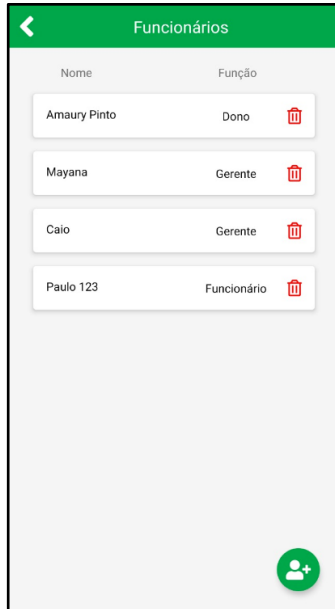 Funcionários
Nome Função
Amaury Pinto Dono
Mayana Gerente
Caio Gerente
Paulo 123 Funcionário